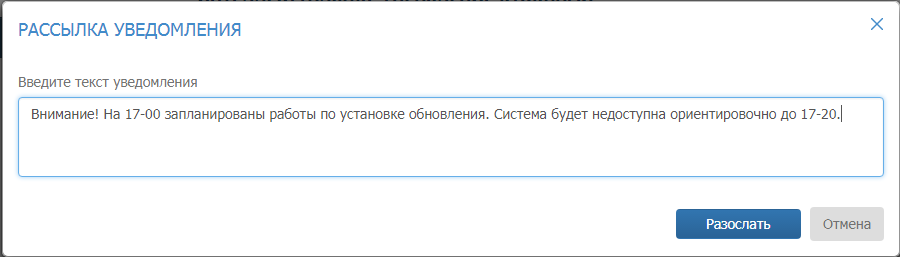 РАССЫЛКА УВЕДОМЛЕНИЯ
Введите текст уведомления
Внимание! На 17-00 запланированы работы по установке обновления. Система будет недоступна ориентировочно до 17-20.
Разослать Отмена